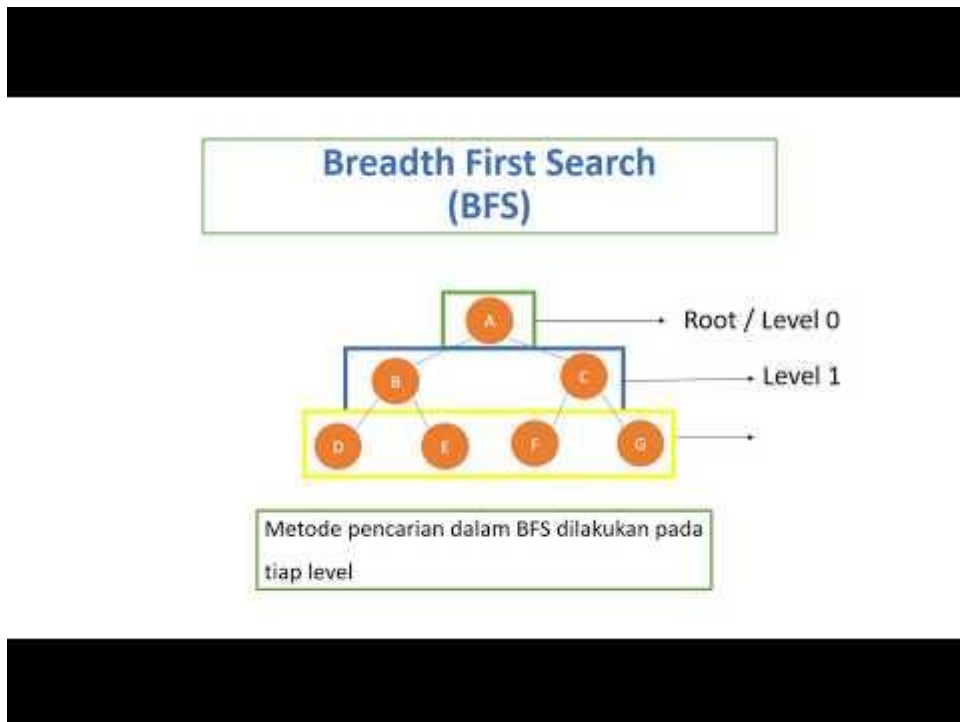 Breadth First Search
(BFS)
A
Root / Level 0
B
C
Level 1
D
E
F
G
Metode pencarian dalam BFS dilakukan pada
tiap level